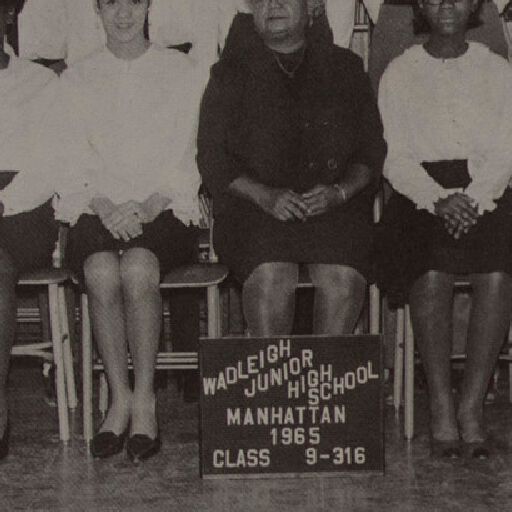 WADLEIGH
JUNIOR
HIGH SCHOOL
MANHATTAN
1965
CLASS 9-316